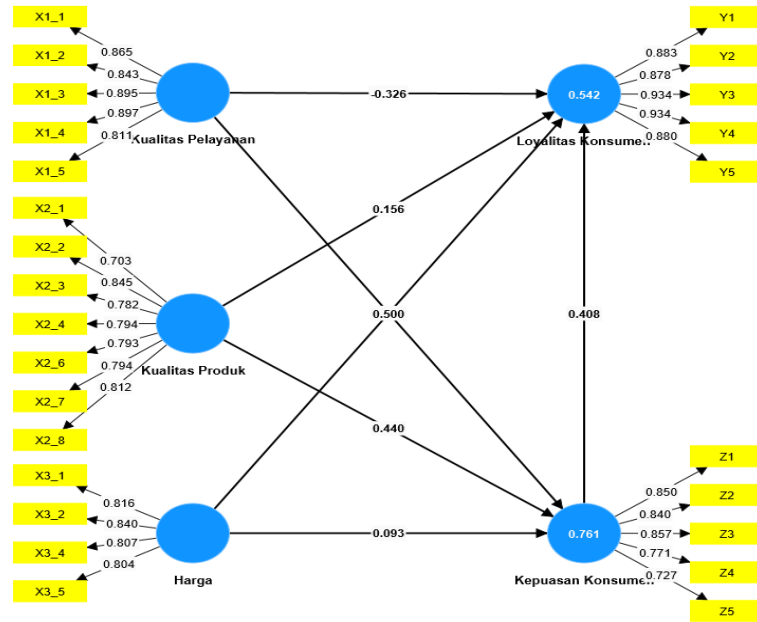 X1_1
X1_2
X1_3
X1_4
X1_5
0.865
0.843
0.895
0.897
0.811
Kualitas Pelayanan
X2_1
X2_2
X2_3
X2_4
X2_6
X2_7
X2_8
0.703
0.845
0.782
0.794
0.793
0.794
0.812
Kualitas Produk
X3_1
X3_2
X3_4
X3_5
0.816
0.840
0.807
0.804
Harga
-0.326
0.156
0.500
0.408
0.440
0.093
0.542
Loyalitas Konsume..
0.883
0.878
0.934
0.934
0.880
Y1
Y2
Y3
Y4
Y5
0.761
Kepuasan Konsume..
0.850
0.840
0.857
0.771
0.727
Z1
Z2
Z3
Z4
Z5